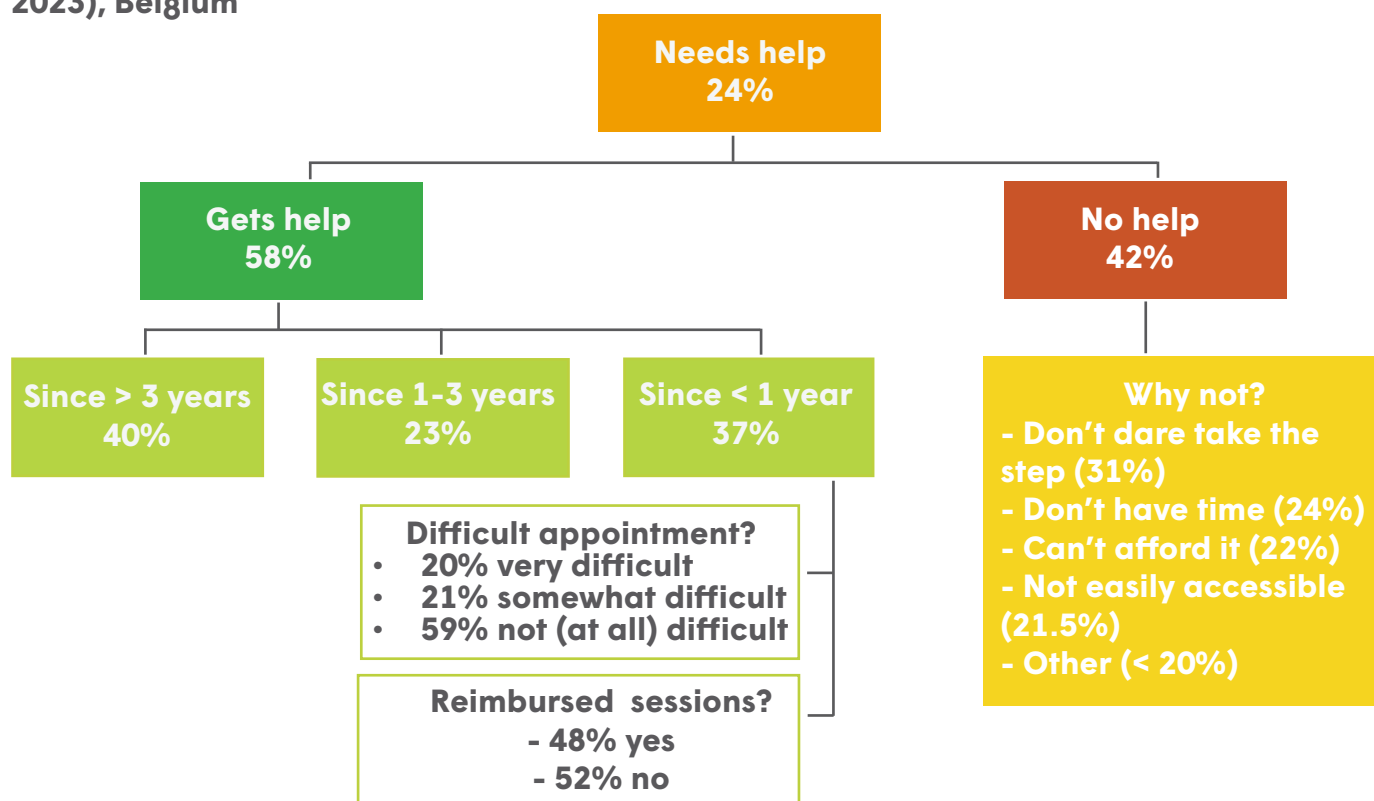 2023), Belgium
Needs help
24%
Gets help
58%
No help
42%
Since > 3 years
40%
Since 1-3 years
23%
Since < 1 year
37%
Difficult appointment?
• 20% very difficult
• 21% somewhat difficult
• 59% not (at all) difficult
Reimbursed sessions?
- 48% yes
- 52% no
Why not?
- Don't dare take the
step (31%)
- Don't have time (24%)
- Can't afford it (22%)
- Not easily accessible
(21.5%)
- Other (< 20%)